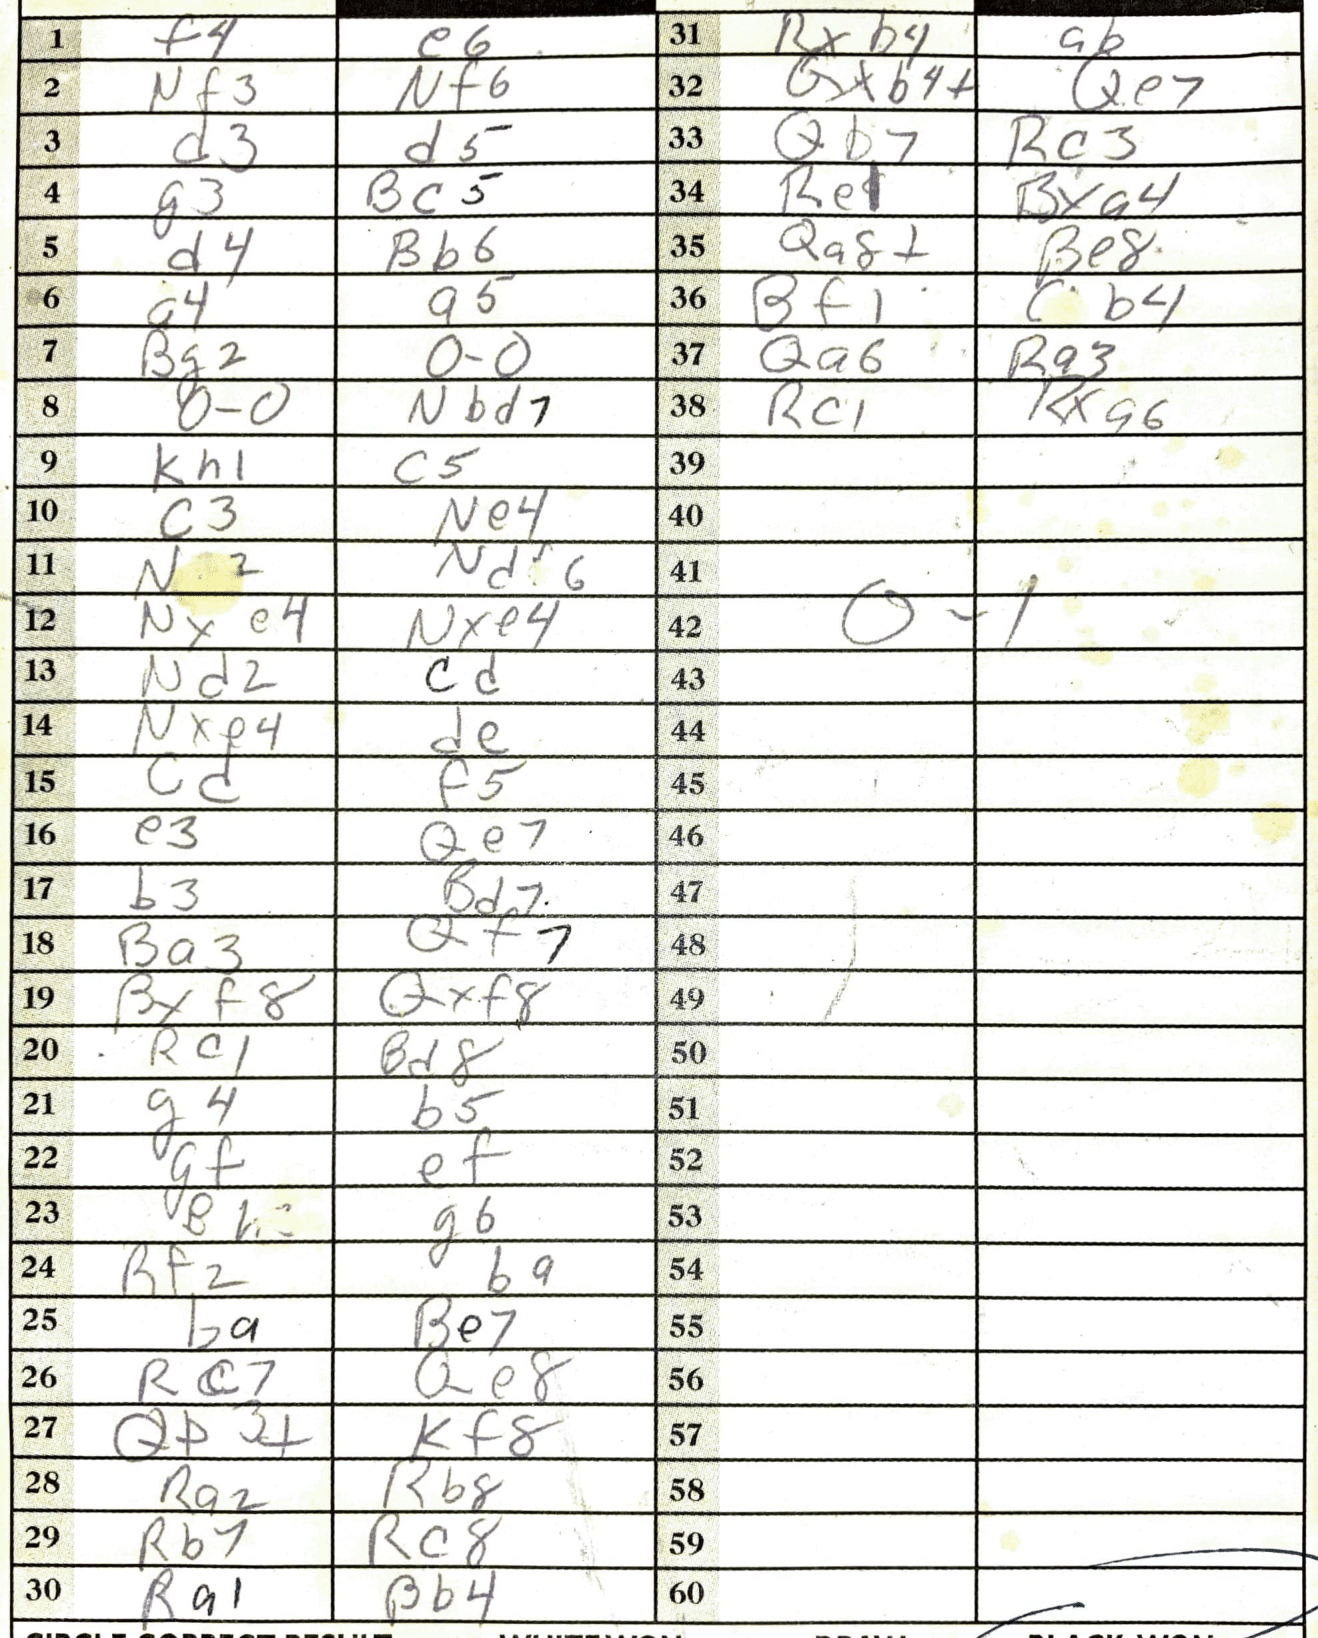 1 f4 e6
2 Nf3 Nf6
3 d3 d5
4 g3 Bc5
5 d4 Bb6
6 a4 a5
7 Bg2 0-0
8 0-0 Nbd7
9 Kh1 C5
10 C3 Ne4
11 N 2 Ndf6
12 Nxe4 Nxe4
13 Nd2 Cd
14 Nxe4 de
15 Cd f5
16 e3 Qe7
17 b3 Bd7
18 Ba3 Qf7
19 Bxf8 Qxf8
20 RC1 Bd8
21 g4 b5
22 gf ef
23 Bh g6
24 Rf2 ba
25 ba Be7
26 RC7 Qe8
27 Qb3+ Kf8
28 Ra2 Rb8
29 Rb7 RC8
30 Ra1 Bb4
31 Rxb4 ab
32 Qxb4+ Qe7
33 Qb7 RC3
34 Re1 Bxa4
35 Qa8+ Be8
36 Bf1 b4
37 Qa6 Ra3
38 RC1 Rxa6
39
40
41
42 0-1
43
44
45
46
47
48
49
50
51
52
53
54
55
56
57
58
59
60
CIRCLE CORRECT RESULT WHITE WON DRAW BLACK WON